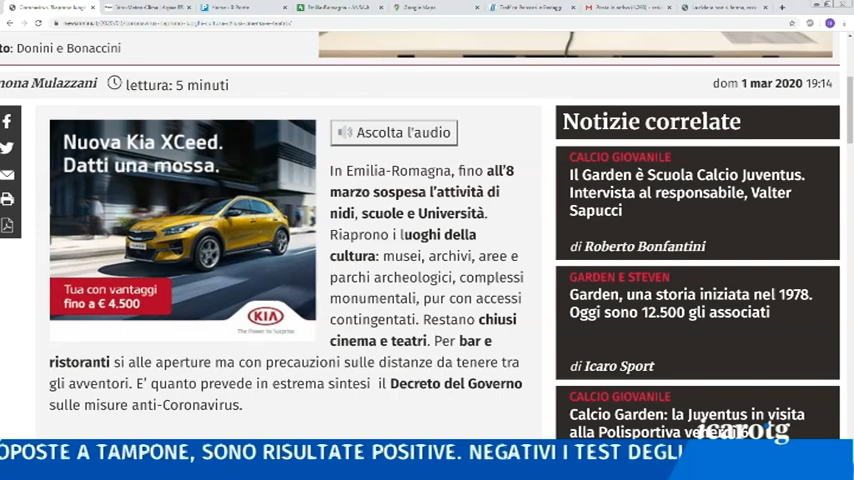 to: Donini e Bonaccini
nona Mulazzani
lettura: 5 minuti
dom 1 mar 2020 19:14
Nuova Kia XCeed.
Datti una mossa.
Tua con vantaggi
fino a € 4.500
KIA
The Power to Surprise
Ascolta l'audio
In Emilia-Romagna, fino all'8
marzo sospesa l'attività di
nidi, scuole e Università.
Riaprono i luoghi della
cultura: musei, archivi, aree e
parchi archeologici, complessi
monumentali, pur con accessi
contingentati. Restano chiusi
cinema e teatri. Per bar e
ristoranti si alle aperture ma con precauzioni sulle distanze da tenere tra
gli avventori. E' quanto prevede in estrema sintesi il Decreto del Governo
sulle misure anti-Coronavirus.
Notizie correlate
CALCIO GIOVANILE
Il Garden è Scuola Calcio Juventus.
Intervista al responsabile, Valter
Sapucci
di Roberto Bonfantini
GARDEN E STEVEN
Garden, una storia iniziata nel 1978.
Oggi sono 12.500 gli associati
di Icaro Sport
CALCIO GIOVANILE
Calcio Garden: la Juventus in visita
alla Polisportiva
icarotg
OPOSTE A TAMPONE, SONO RISULTATE POSITIVE. NEGATIVI I TEST DEGLI